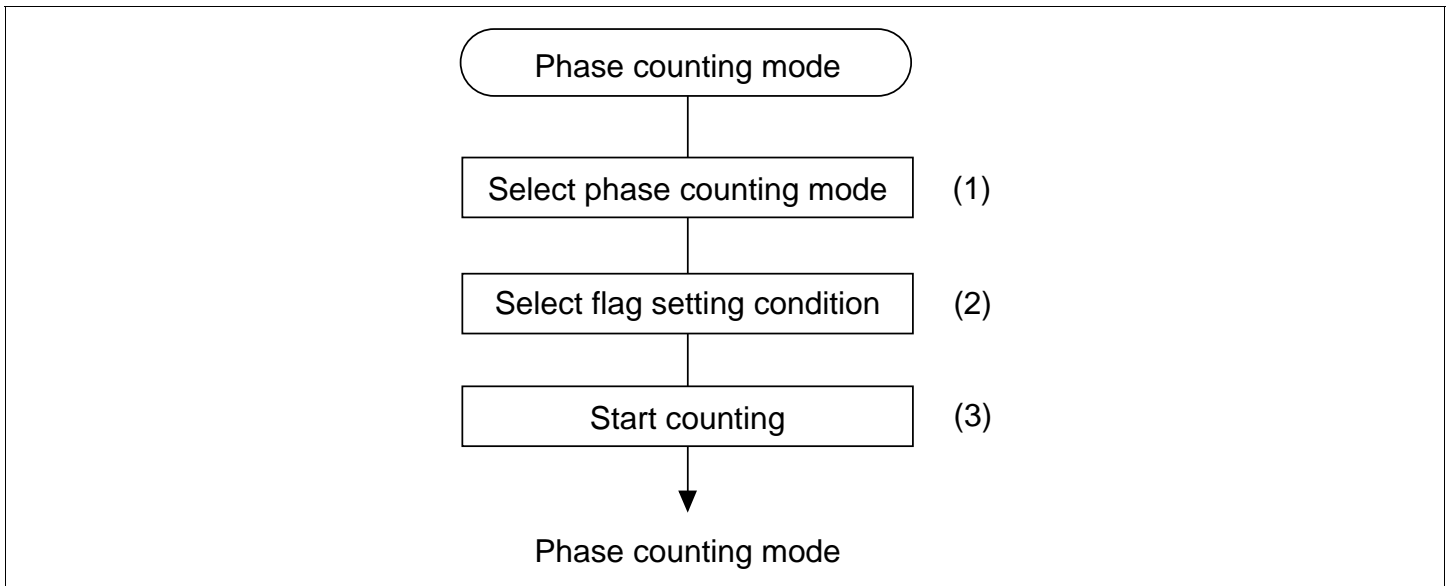 Phase counting mode
Select phase counting mode (1)
Select flag setting condition (2)
Start counting (3)
Phase counting mode